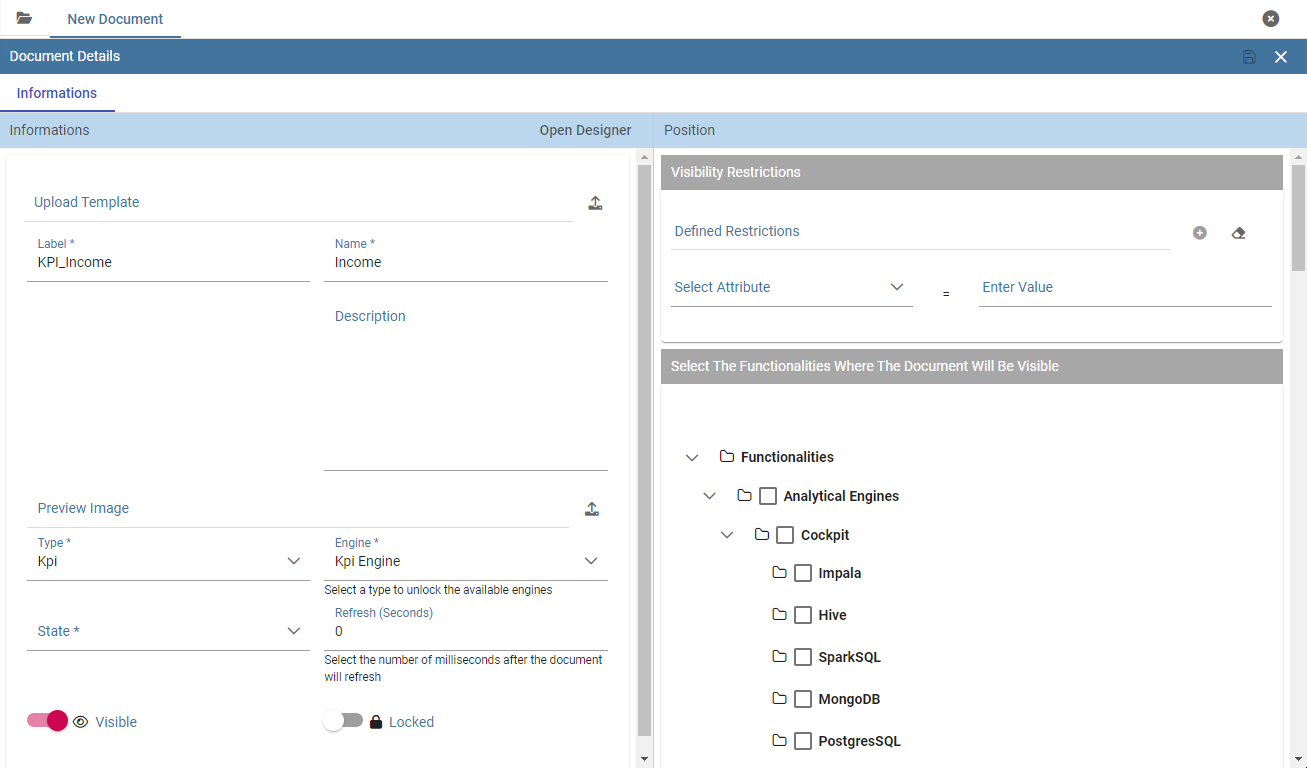 New Document
Document Details
Informations
Informations
Open Designer
Upload Template
Label *
KPI_Income
Name *
Income
Description
Preview Image
Type *
Kpi
Engine *
Kpi Engine
Select a type to unlock the available engines
State *
Refresh (Seconds)
0
Select the number of milliseconds after the document
will refresh
Visible
Locked
Position
Visibility Restrictions
Defined Restrictions
Select Attribute
=
Enter Value
Select The Functionalities Where The Document Will Be Visible
Functionalities
Analytical Engines
Cockpit
Impala
Hive
SparkSQL
MongoDB
PostgresSQL